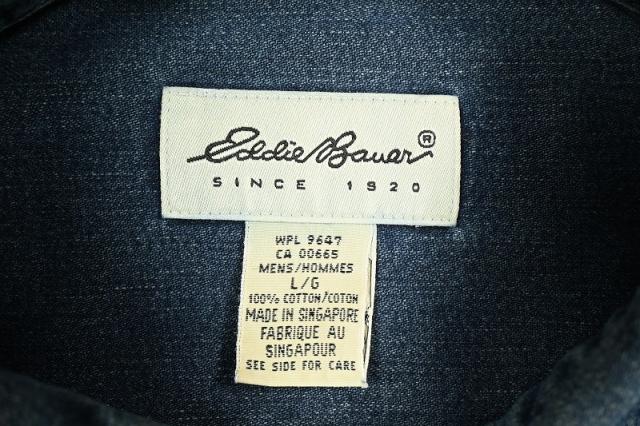 Eddie Bauer®
SINCE 1920
WPL 9647
CA 00665
MENS/HOMMES
L/G
100% COTTON/COTON
MADE IN SINGAPORE
FABRIQUE AU
SINGAPOUR
SEE SIDE FOR CARE